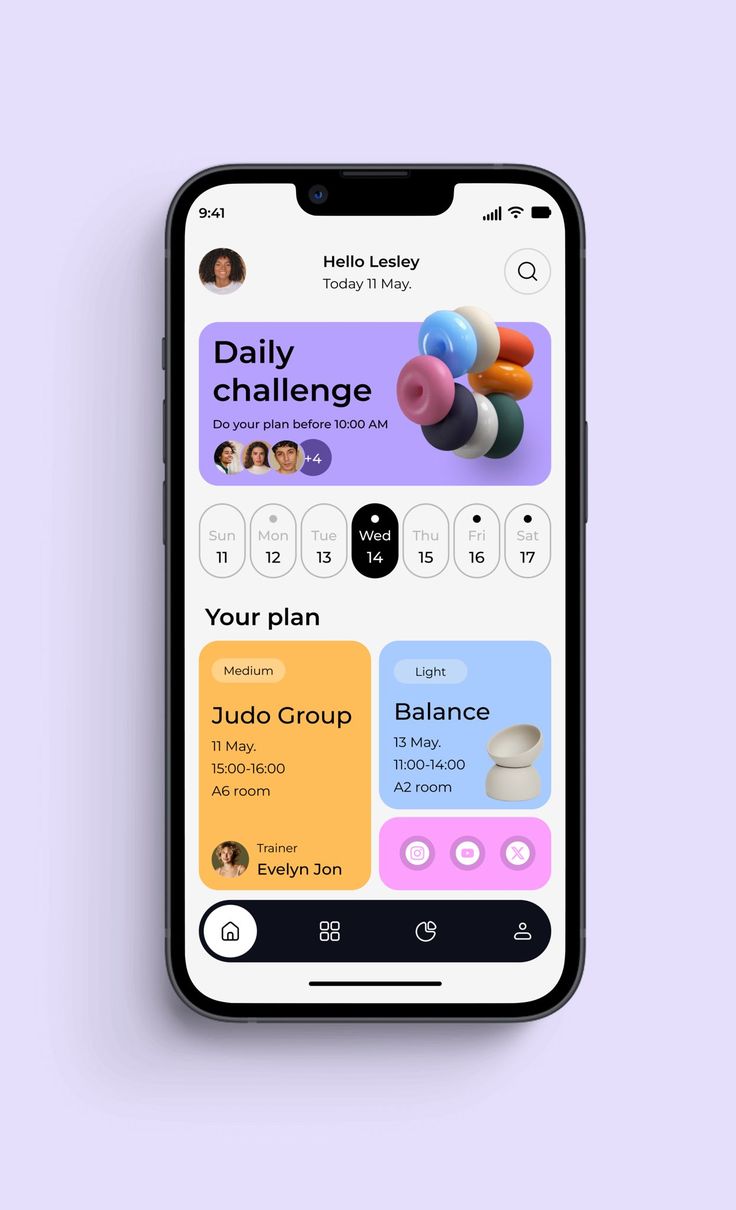 9:41
Hello Lesley
Today 11 May.
Daily
challenge
Do your plan before 10:00 AM
+4
Sun Mon Tue Wed Thu Fri Sat
11 12 13 14 15 16 17
Your plan
Medium
Judo Group
11 May.
15:00-16:00
A6 room
Trainer
Evelyn Jon
Light
Balance
13 May.
11:00-14:00
A2 room